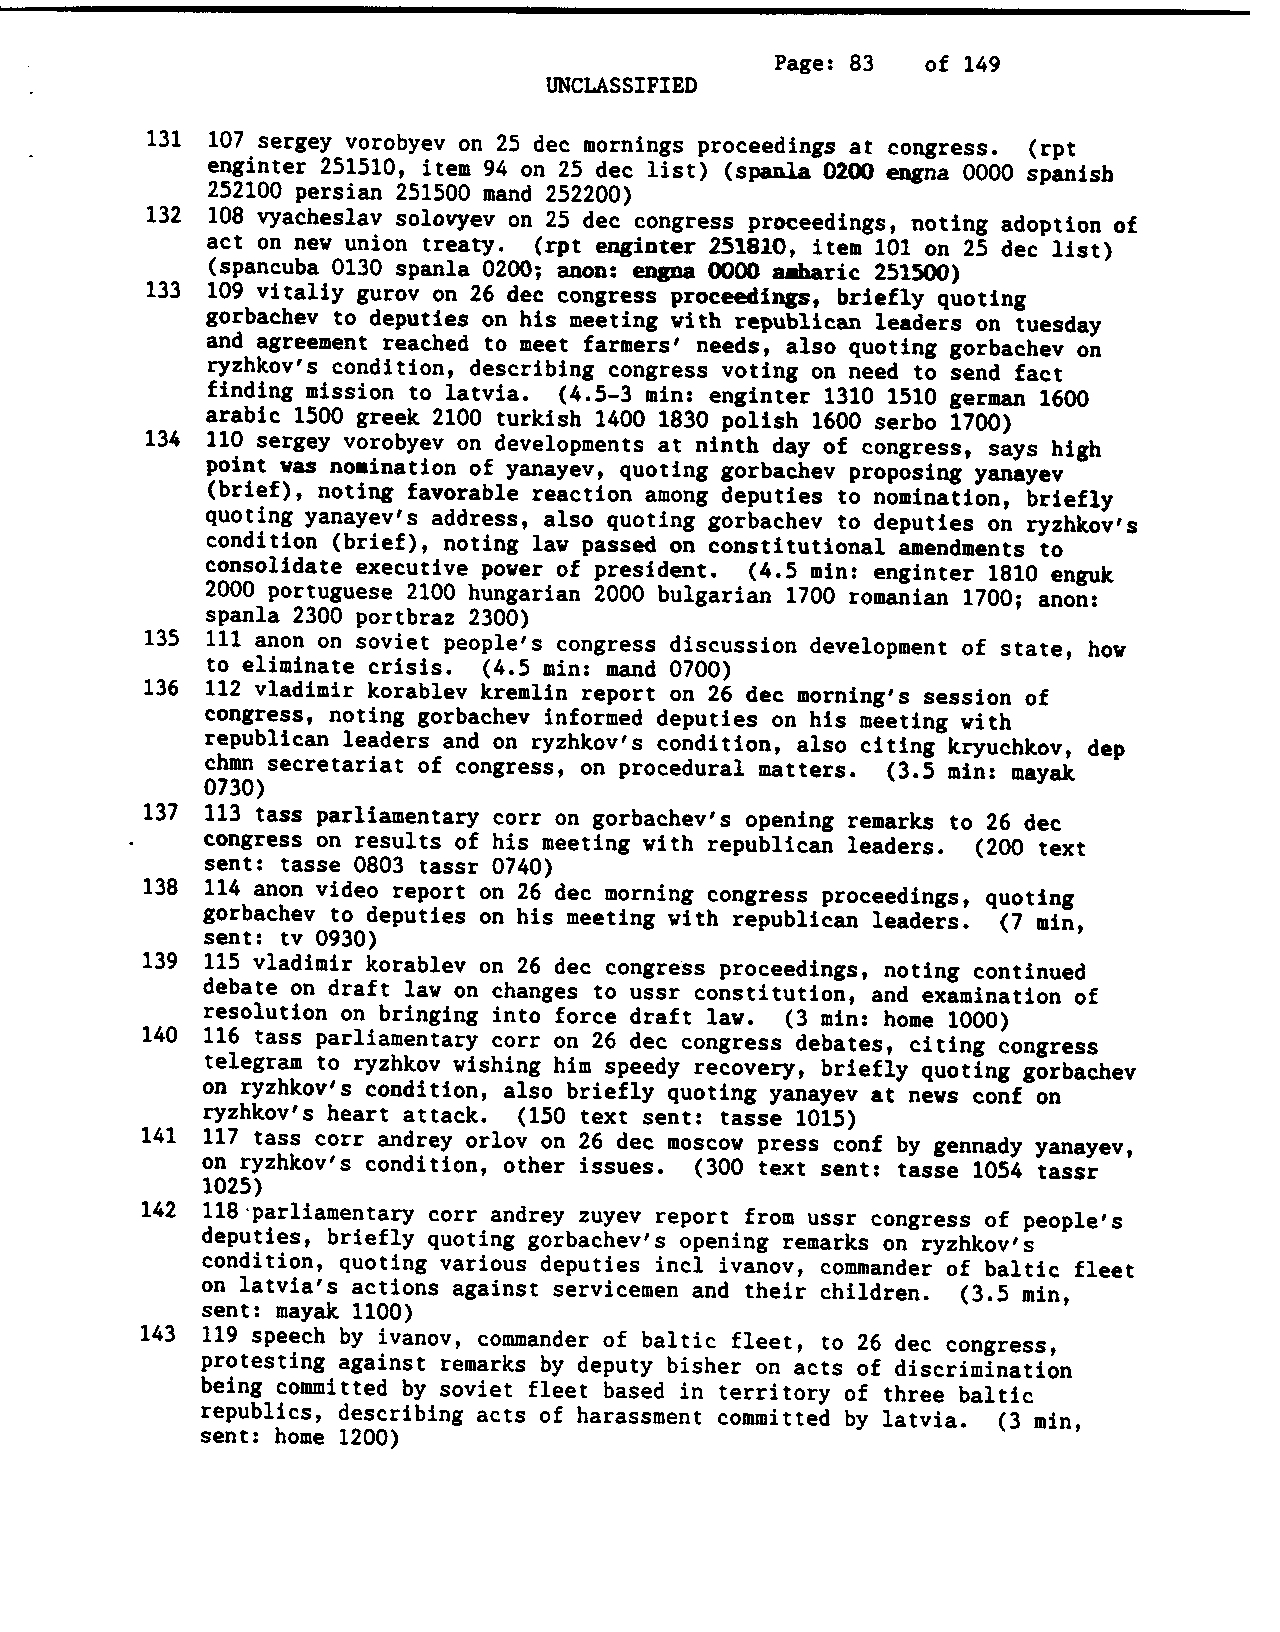 Page: 83 of 149
UNCLASSIFIED
131 107 sergey vorobyev on 25 dec mornings proceedings at congress. (rpt
enginter 251510, item 94 on 25 dec list) (spanla 0200 engna 0000 spanish
252100 persian 251500 mand 252200)
132 108 vyacheslav solovyev on 25 dec congress proceedings, noting adoption of
act on new union treaty. (rpt enginter 251810, item 101 on 25 dec list)
(spancuba 0130 spanla 0200; anon: engna 0000 amharic 251500)
133 109 vitaliy gurov on 26 dec congress proceedings, briefly quoting
gorbachev to deputies on his meeting with republican leaders on tuesday
and agreement reached to meet farmers' needs, also quoting gorbachev on
ryzhkov's condition, describing congress voting on need to send fact
finding mission to latvia. (4.5-3 min: enginter 1310 1510 german 1600
arabic 1500 greek 2100 turkish 1400 1830 polish 1600 serbo 1700)
134 110 sergey vorobyev on developments at ninth day of congress, says high
point was nomination of yanayev, quoting gorbachev proposing yanayev
(brief), noting favorable reaction among deputies to nomination, briefly
quoting yanayev's address, also quoting gorbachev to deputies on ryzhkov's
condition (brief), noting law passed on constitutional amendments to
consolidate executive power of president. (4.5 min: enginter 1810 enguk
2000 portuguese 2100 hungarian 2000 bulgarian 1700 romanian 1700; anon:
spanla 2300 portbraz 2300)
135 111 anon on soviet people's congress discussion development of state, how
to eliminate crisis. (4.5 min: mand 0700)
136 112 vladimir korablev kremlin report on 26 dec morning's session of
congress, noting gorbachev informed deputies on his meeting with
republican leaders and on ryzhkov's condition, also citing kryuchkov, dep
chmn secretariat of congress, on procedural matters. (3.5 min: mayak
0730)
137 113 tass parliamentary corr on gorbachev's opening remarks to 26 dec
congress on results of his meeting with republican leaders. (200 text
sent: tasse 0803 tassr 0740)
138 114 anon video report on 26 dec morning congress proceedings, quoting
gorbachev to deputies on his meeting with republican leaders. (7 min,
sent: tv 0930)
139 115 vladimir korablev on 26 dec congress proceedings, noting continued
debate on draft law on changes to ussr constitution, and examination of
resolution on bringing into force draft law. (3 min: home 1000)
140 116 tass parliamentary corr on 26 dec congress debates, citing congress
telegram to ryzhkov wishing him speedy recovery, briefly quoting gorbachev
on ryzhkov's condition, also briefly quoting yanayev at news conf on
ryzhkov's heart attack. (150 text sent: tasse 1015)
141 117 tass corr andrey orlov on 26 dec moscow press conf by gennady yanayev,
on ryzhkov's condition, other issues. (300 text sent: tasse 1054 tassr
1025)
142 118 parliamentary corr andrey zuyev report from ussr congress of people's
deputies, briefly quoting gorbachev's opening remarks on ryzhkov's
condition, quoting various deputies incl ivanov, commander of baltic fleet
on latvia's actions against servicemen and their children. (3.5 min,
sent: mayak 1100)
143 119 speech by ivanov, commander of baltic fleet, to 26 dec congress,
protesting against remarks by deputy bisher on acts of discrimination
being committed by soviet fleet based in territory of three baltic
republics, describing acts of harassment committed by latvia. (3 min,
sent: home 1200)